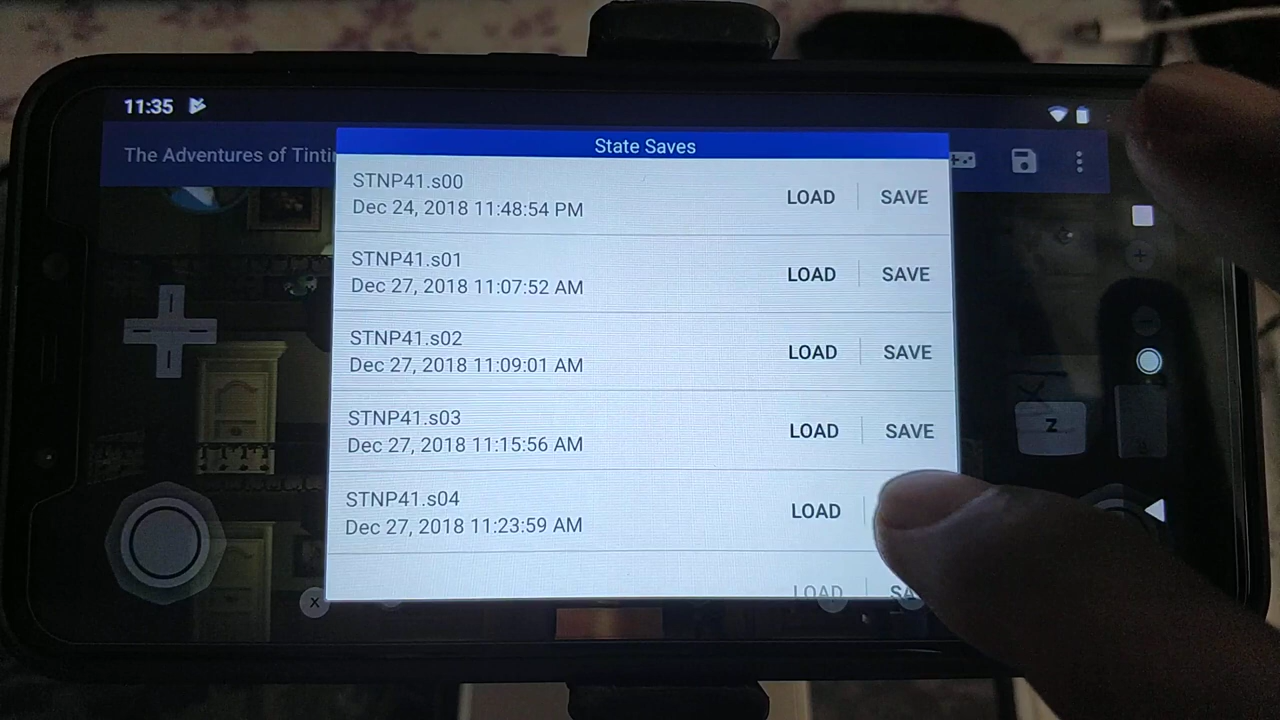 11:35
The Adventures of Tintin
State Saves
STNP41.s00
Dec 24, 2018 11:48:54 PM
LOAD
SAVE
STNP41.s01
Dec 27, 2018 11:07:52 AM
LOAD
SAVE
STNP41.s02
Dec 27, 2018 11:09:01 AM
LOAD
SAVE
STNP41.s03
Dec 27, 2018 11:15:56 AM
LOAD
SAVE
STNP41.s04
Dec 27, 2018 11:23:59 AM
LOAD
LOAD
SA
X
Z